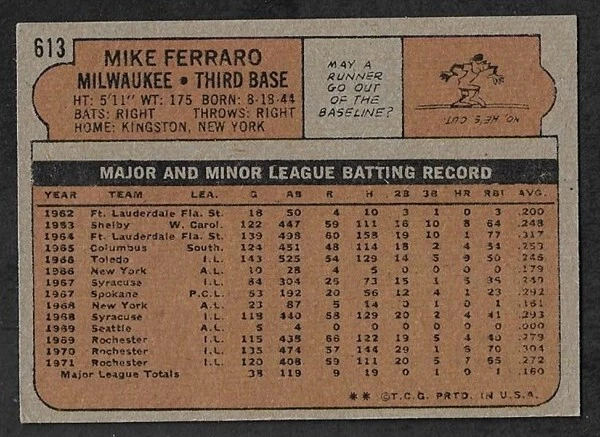 613
MIKE FERRARO
MILWAUKEE • THIRD BASE
HT: 5'11" WT: 175 BORN: 8-18-44
BATS: RIGHT THROWS: RIGHT
HOME: KINGSTON, NEW YORK
MAY A
RUNNER
GO OUT
OF THE
BASELINE?
NO, HE'S OUT
MAJOR AND MINOR LEAGUE BATTING RECORD
YEAR TEAM LEA. G AB R H 2B 3B HR RBI AVG.
1962 Ft. Lauderdale Fla. St. 18 50 4 10 3 1 0 3 .200
1963 Shelby W. Carol. 122 447 59 111 16 10 8 64 .248
1964 Ft. Lauderdale Fla. St. 139 498 60 158 19 10 8 77 .317
1965 Columbus South. 124 451 48 114 18 2 4 54 .253
1966 Toledo I.L. 143 525 54 129 14 5 9 50 .246
1966 New York A.L. 10 28 4 5 0 0 0 0 .179
1967 Syracuse I.L. 84 304 25 73 15 1 5 36 .240
1967 Spokane P.C.L. 53 192 20 56 12 4 1 23 .292
1968 New York A.L. 23 87 5 14 0 1 0 1 .161
1968 Syracuse I.L. 113 440 58 129 20 2 4 41 .293
1969 Seattle A.L. 5 4 0 0 0 0 0 0 .000
1969 Rochester I.L. 115 435 66 122 19 5 4 40 .279
1970 Rochester I.L. 135 474 57 144 29 1 8 70 .304
1971 Rochester I.L. 120 408 59 111 20 5 7 65 .272
Major League Totals 38 119 9 19 0 1 0 1 .160
** ©T.C.G. PRTD. IN U.S.A.